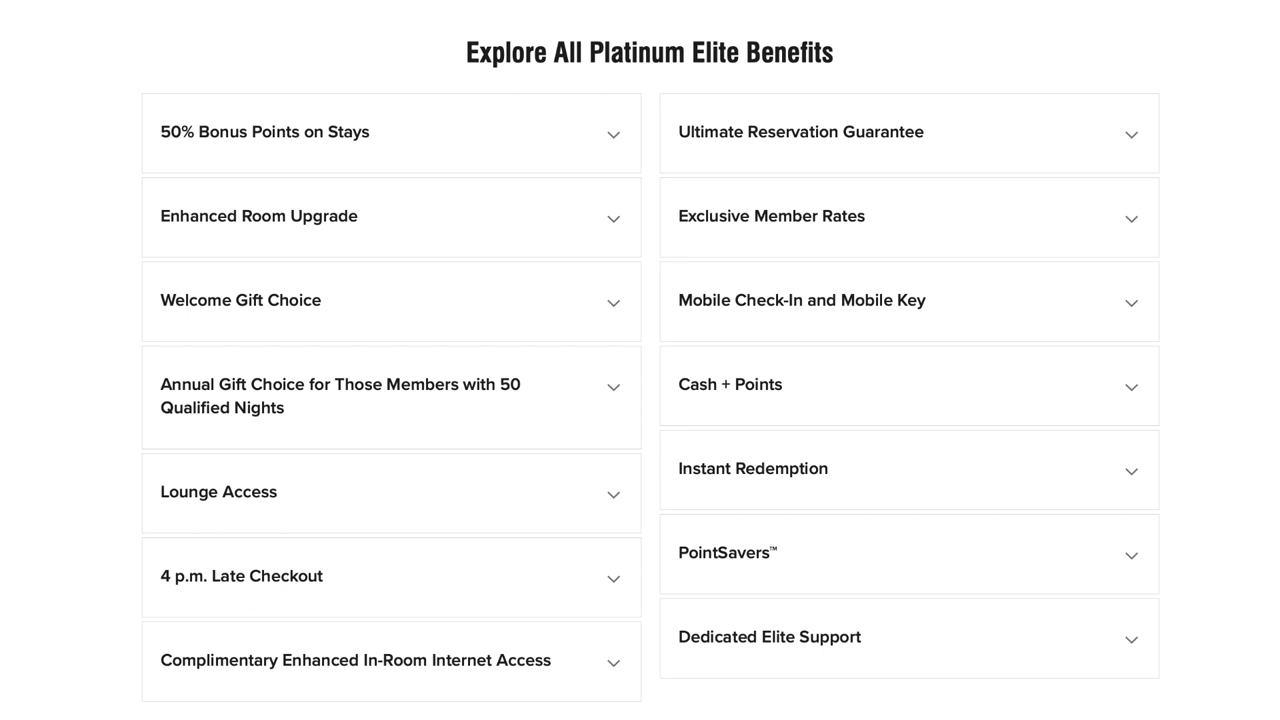 Explore All Platinum Elite Benefits
50% Bonus Points on Stays
Enhanced Room Upgrade
Welcome Gift Choice
Annual Gift Choice for Those Members with 50
Qualified Nights
Lounge Access
4 p.m. Late Checkout
Complimentary Enhanced In-Room Internet Access
Ultimate Reservation Guarantee
Exclusive Member Rates
Mobile Check-In and Mobile Key
Cash + Points
Instant Redemption
PointSavers™
Dedicated Elite Support